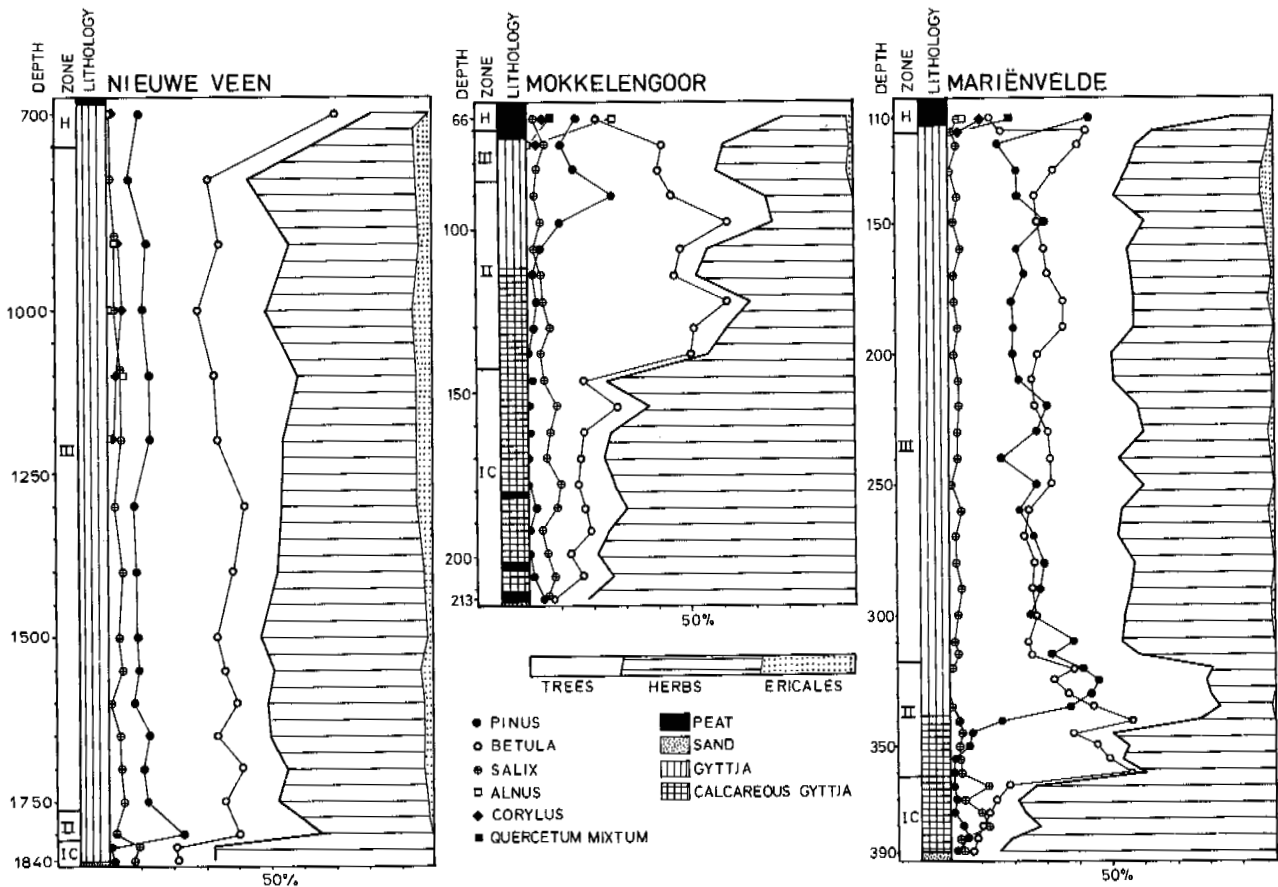 DEPTH ZONE LITHOLOGY NIEUWE VEEN
700
1000
1250
1500
1750
1840
H
III
II
IC
50%
DEPTH ZONE LITHOLOGY MOKKELENGOOR
66
100
150
200
213
H
III
II
IC
50%
TREES HERBS ERICALES
PINUS
BETULA
SALIX
ALNUS
CORYLUS
QUERCETUM MIXTUM
PEAT
SAND
GYTTJA
CALCAREOUS GYTTJA
DEPTH ZONE LITHOLOGY MARIËNVELDE
110
150
200
250
300
350
390
H
III
II
IC
50%